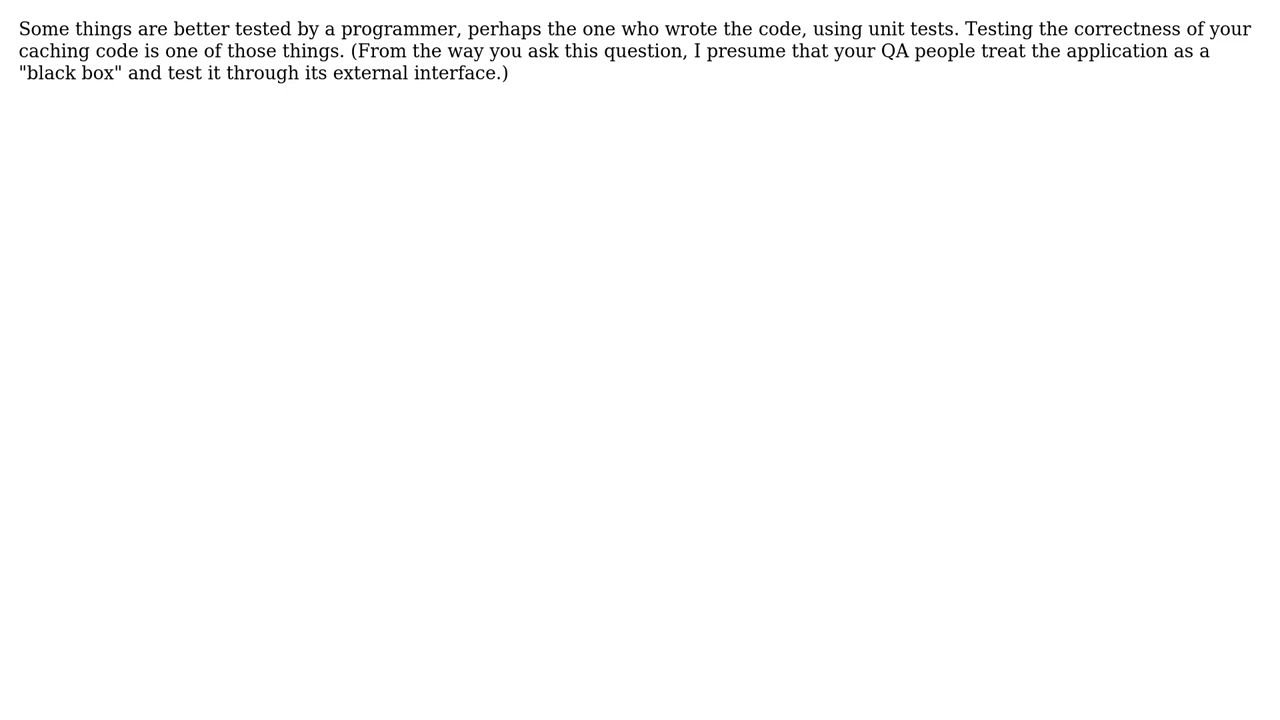 Some things are better tested by a programmer, perhaps the one who wrote the code, using unit tests. Testing the correctness of your
caching code is one of those things. (From the way you ask this question, I presume that your QA people treat the application as a
"black box" and test it through its external interface.)